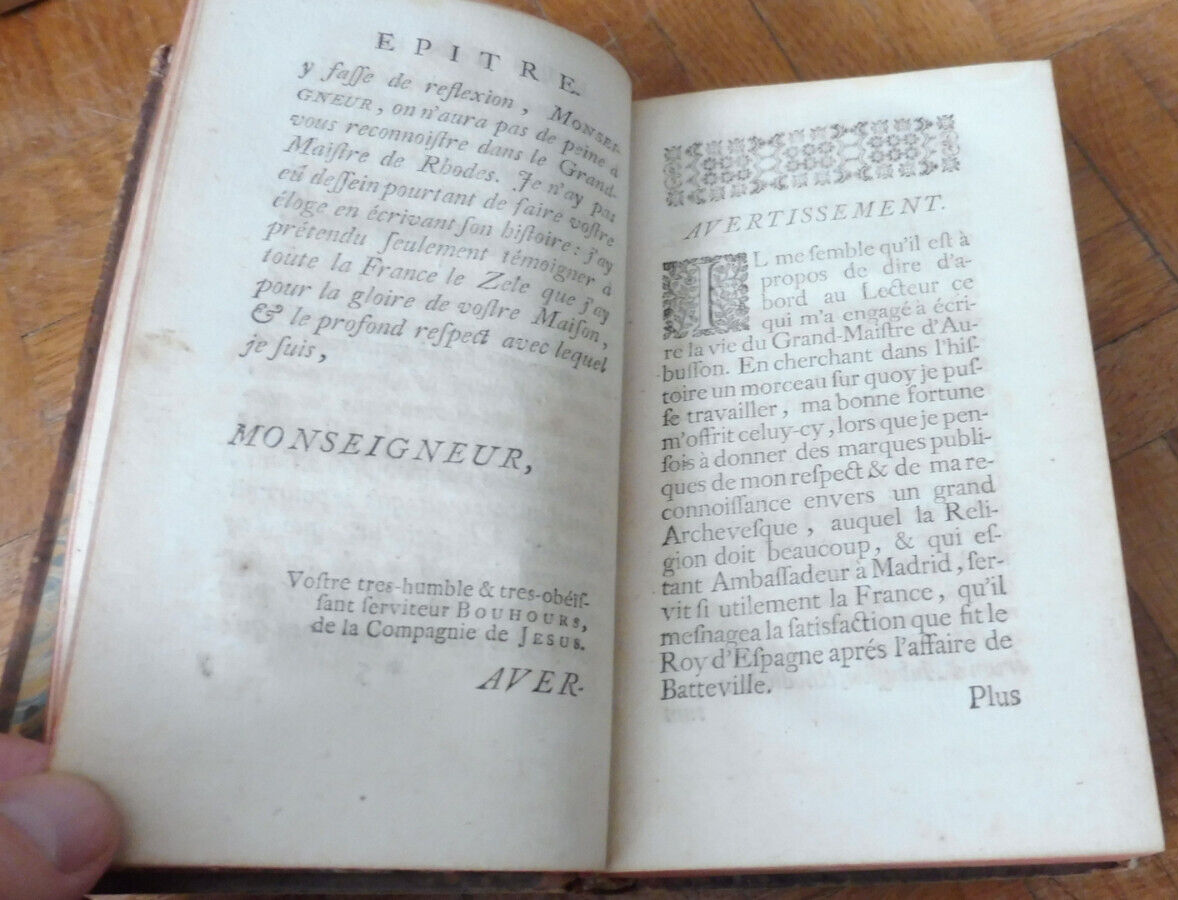 EPITRE.
y faſſe de reflexion, MONSEI-
GNEUR, on n'aura pas de peine à
vous reconnoiſtre dans le Grand-
Maiſtre de Rhodes. Je n'ay pas
eû deſſein pourtant de faire voſtre
éloge en écrivant ſon hiſtoire: j'ay
prétendu ſeulement témoigner à
toute la France le Zele que j'ay
pour la gloire de voſtre Maiſon,
& le profond reſpect avec lequel
je ſuis,
MONSEIGNEUR,
Voſtre tres-humble & tres-obéiſ-
ſant ſerviteur BOUHOURS,
de la Compagnie de JESUS.
AVER-
AVERTISSEMENT.
IL me ſemble qu'il eſt à
propos de dire d'a-
bord au Lecteur ce
qui m'a engagé à écri-
re la vie du Grand-Maiſtre d'Au-
buſſon. En cherchant dans l'hiſ-
toire un morceau ſur quoy je puſ-
ſe travailler, ma bonne fortune
m'offrit celuy-cy, lors que je pen-
ſois à donner des marques publi-
ques de mon reſpect & de ma re-
connoiſſance envers un grand
Archeveſque, auquel la Reli-
gion doit beaucoup, & qui eſ-
tant Ambaſſadeur à Madrid, ſer-
vit ſi utilement la France, qu'il
meſnagea la ſatisfaction que fit le
Roy d'Eſpagne aprés l'affaire de
Batteville.
Plus